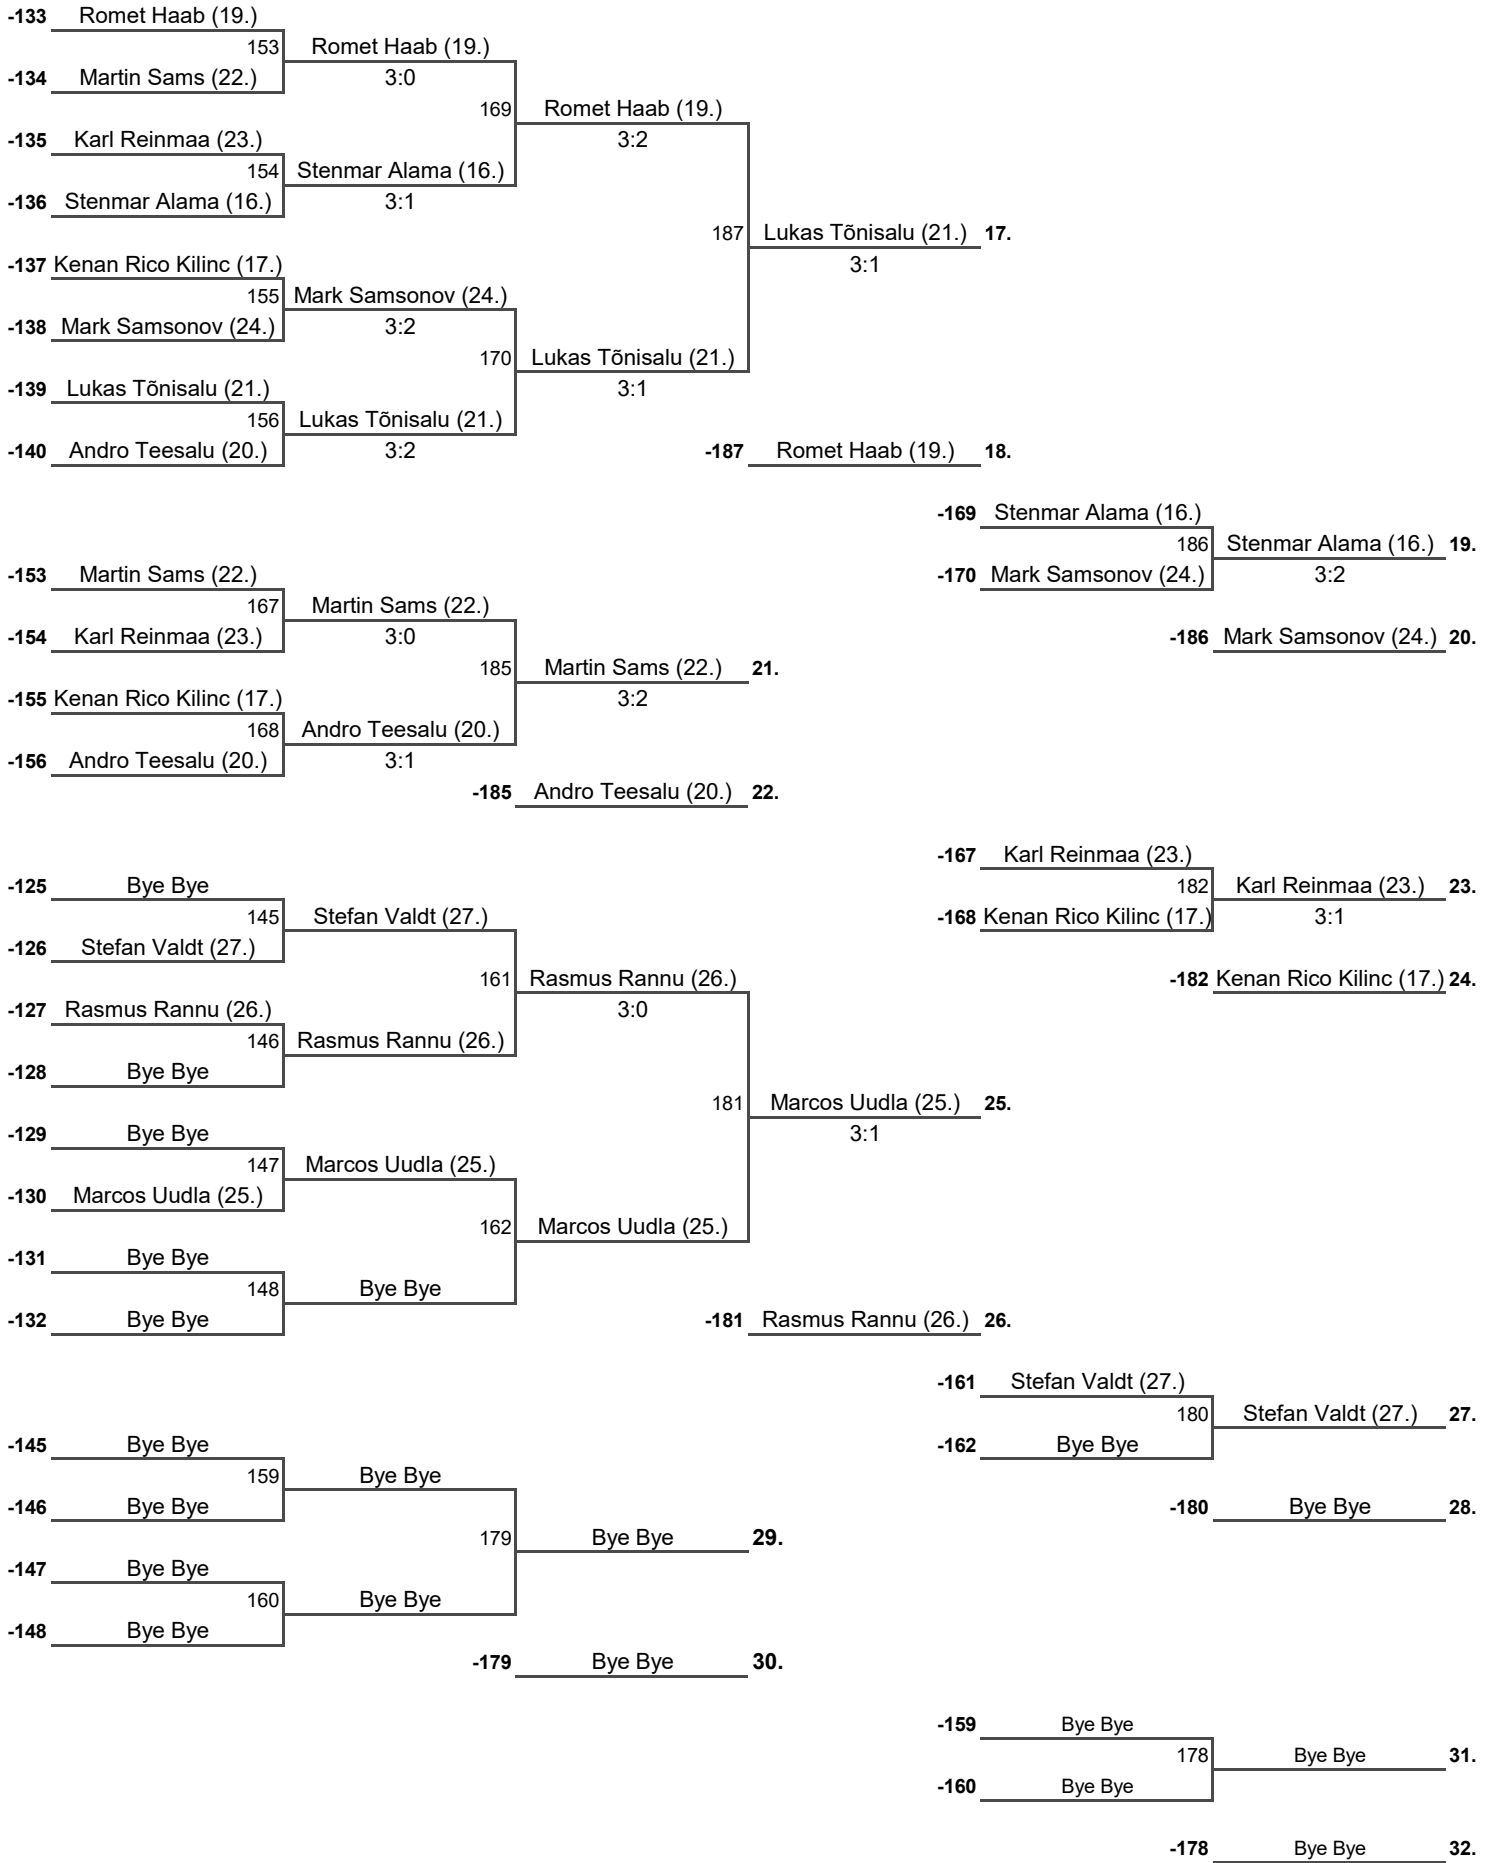 -133 Romet Haab (19.)
153 Romet Haab (19.)
-134 Martin Sams (22.) 3:0
169 Romet Haab (19.)
-135 Karl Reinmaa (23.) 3:2
154 Stenmar Alama (16.)
-136 Stenmar Alama (16.) 3:1
187 Lukas Tõnisalu (21.) 17.
-137 Kenan Rico Kilinc (17.) 3:1
155 Mark Samsonov (24.)
-138 Mark Samsonov (24.) 3:2
170 Lukas Tõnisalu (21.)
-139 Lukas Tõnisalu (21.) 3:1
156 Lukas Tõnisalu (21.)
-140 Andro Teesalu (20.) 3:2 -187 Romet Haab (19.) 18.
-169 Stenmar Alama (16.)
186 Stenmar Alama (16.) 19.
-153 Martin Sams (22.) -170 Mark Samsonov (24.) 3:2
167 Martin Sams (22.)
-154 Karl Reinmaa (23.) 3:0 -186 Mark Samsonov (24.) 20.
185 Martin Sams (22.) 21.
-155 Kenan Rico Kilinc (17.) 3:2
168 Andro Teesalu (20.)
-156 Andro Teesalu (20.) 3:1
-185 Andro Teesalu (20.) 22.
-167 Karl Reinmaa (23.)
-125 Bye Bye 182 Karl Reinmaa (23.) 23.
145 Stefan Valdt (27.) -168 Kenan Rico Kilinc (17.) 3:1
-126 Stefan Valdt (27.)
161 Rasmus Rannu (26.) -182 Kenan Rico Kilinc (17.) 24.
-127 Rasmus Rannu (26.) 3:0
146 Rasmus Rannu (26.)
-128 Bye Bye
181 Marcos Uudla (25.) 25.
-129 Bye Bye 3:1
147 Marcos Uudla (25.)
-130 Marcos Uudla (25.)
162 Marcos Uudla (25.)
-131 Bye Bye
148 Bye Bye
-132 Bye Bye -181 Rasmus Rannu (26.) 26.
-161 Stefan Valdt (27.)
180 Stefan Valdt (27.) 27.
-145 Bye Bye -162 Bye Bye
159 Bye Bye
-146 Bye Bye -180 Bye Bye 28.
179 Bye Bye 29.
-147 Bye Bye
160 Bye Bye
-148 Bye Bye
-179 Bye Bye 30.
-159 Bye Bye
178 Bye Bye 31.
-160 Bye Bye
-178 Bye Bye 32.